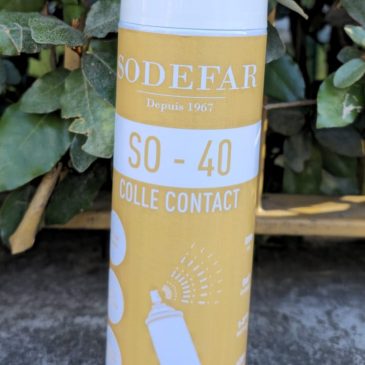 SODEFAR
Depuis 1967
SO - 40
COLLE CONTACT